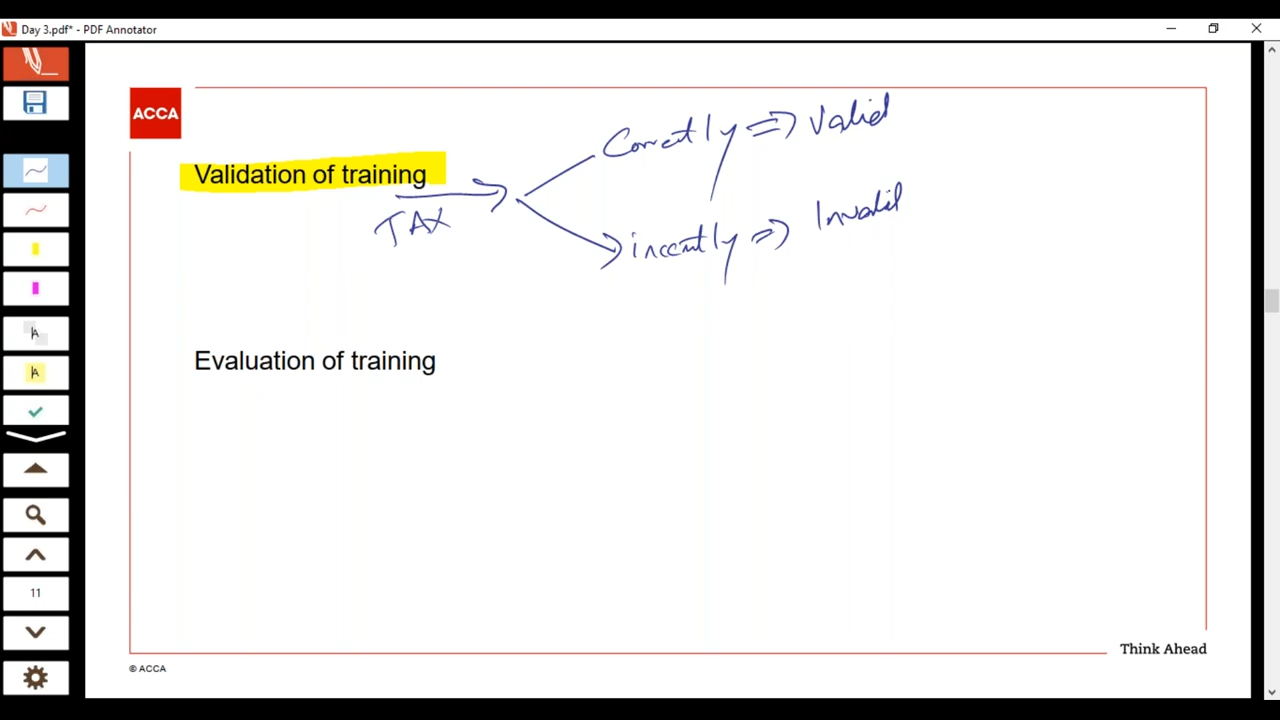 Day 3.pdf* - PDF Annotator
ACCA
Correctly => Valid
Validation of training
TAX
Invalid
Evaluation of training
11
Think Ahead
© ACCA